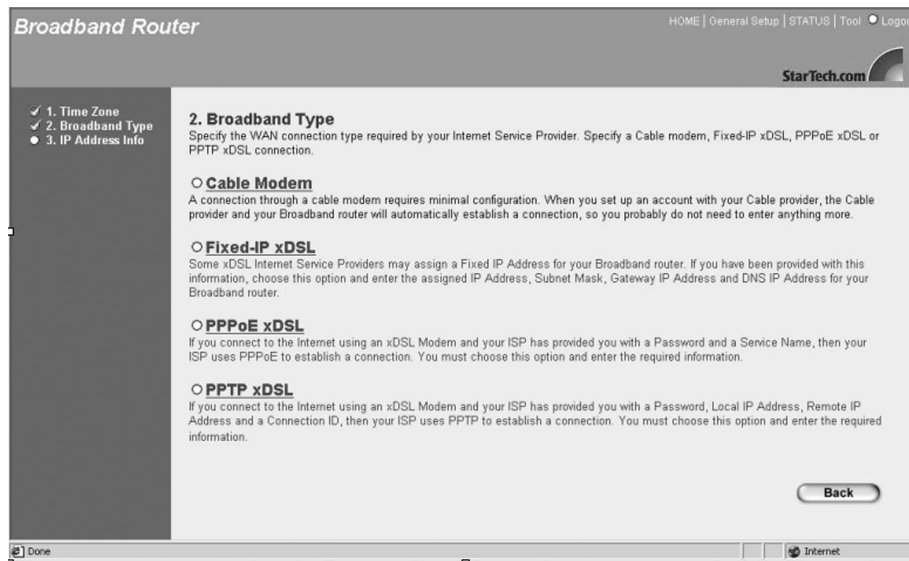 Broadband Router
HOME | General Setup | STATUS | Tool Logou
StarTech.com
1. Time Zone
2. Broadband Type
3. IP Address Info
2. Broadband Type
Specify the WAN connection type required by your Internet Service Provider. Specify a Cable modem, Fixed-IP xDSL, PPPoE xDSL or
PPTP xDSL connection.
Cable Modem
A connection through a cable modem requires minimal configuration. When you set up an account with your Cable provider, the Cable
provider and your Broadband router will automatically establish a connection, so you probably do not need to enter anything more.
Fixed-IP xDSL
Some xDSL Internet Service Providers may assign a Fixed IP Address for your Broadband router. If you have been provided with this
information, choose this option and enter the assigned IP Address, Subnet Mask, Gateway IP Address and DNS IP Address for your
Broadband router.
PPPoE xDSL
If you connect to the Internet using an xDSL Modem and your ISP has provided you with a Password and a Service Name, then your
ISP uses PPPoE to establish a connection. You must choose this option and enter the required information.
PPTP xDSL
If you connect to the Internet using an xDSL Modem and your ISP has provided you with a Password, Local IP Address, Remote IP
Address and a Connection ID, then your ISP uses PPTP to establish a connection. You must choose this option and enter the required
information.
Back
Done
Internet